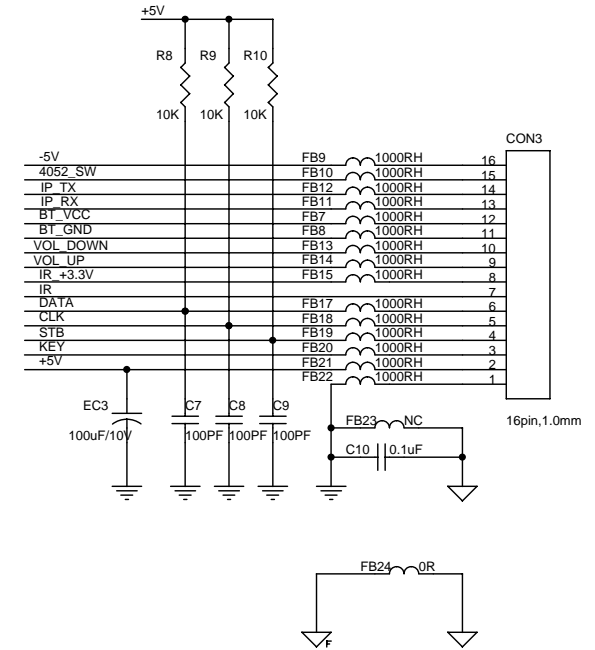 +5V
R8 R9 R10
10K 10K 10K
CON3
-5V FB9 1000RH 16
4052_SW FB10 1000RH 15
IP_TX FB12 1000RH 14
IP_RX FB11 1000RH 13
BT_VCC FB7 1000RH 12
BT_GND FB8 1000RH 11
VOL_DOWN FB13 1000RH 10
VOL_UP FB14 1000RH 9
IR_+3.3V FB15 1000RH 8
IR 7
DATA FB17 1000RH 6
CLK FB18 1000RH 5
STB FB19 1000RH 4
KEY FB20 1000RH 3
+5V FB21 1000RH 2
FB22 1000RH 1
EC3 C7 C8 C9
FB23 NC 16pin,1.0mm
100uF/10V 100PF 100PF 100PF
C10 0.1uF
FB24 0R
F